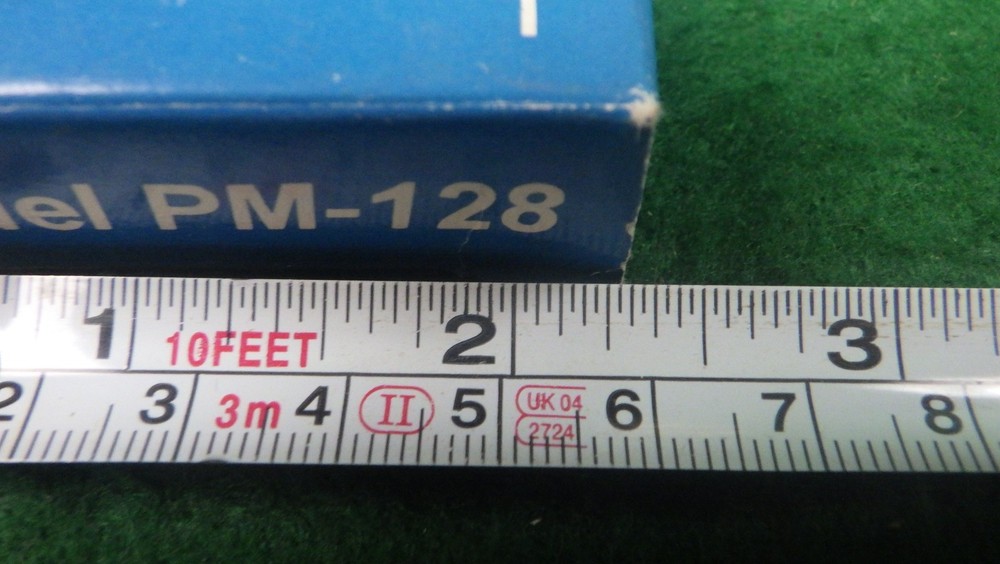 el PM-128
1 10FEET 2 3
2 3 3m 4 II 5 UK 04 6 7 8
2724